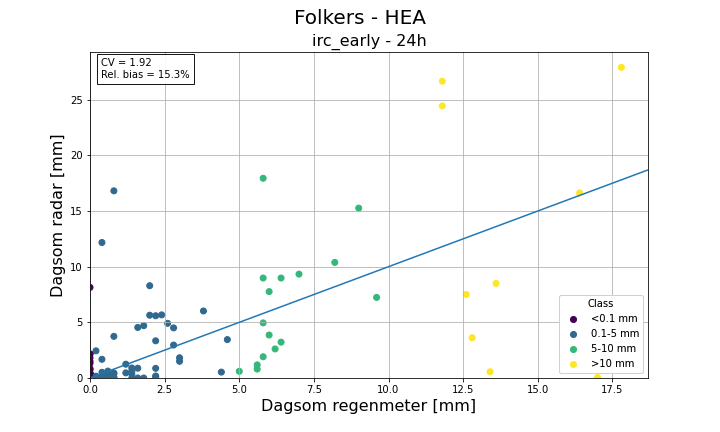 Folkers - HEA
irc_early - 24h
CV = 1.92
Rel. bias = 15.3%
Dagsom radar [mm]
25
20
15
10
5
0
0.0 2.5 5.0 7.5 10.0 12.5 15.0 17.5
Dagsom regenmeter [mm]
Class
<0.1 mm
0.1-5 mm
5-10 mm
>10 mm